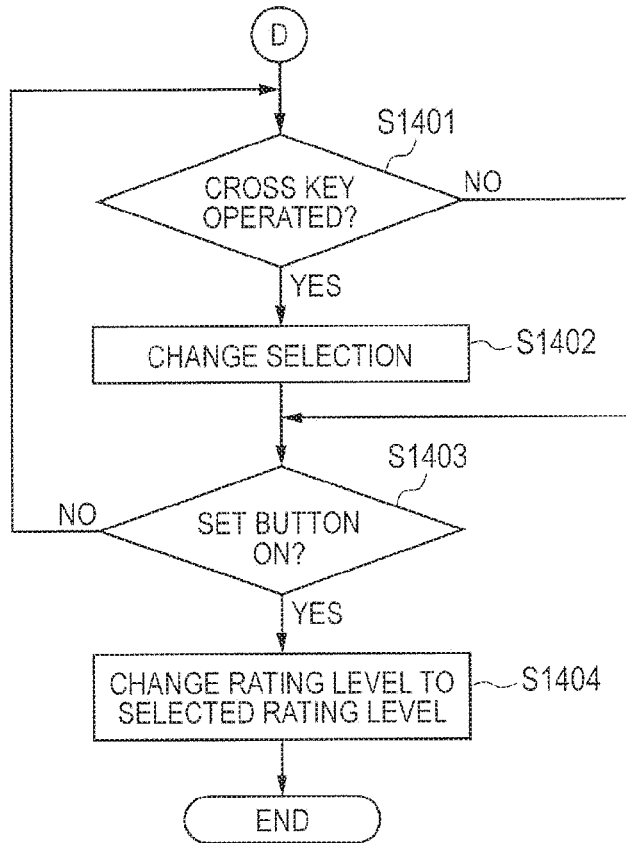 D
S1401
CROSS KEY
OPERATED?
NO
YES
CHANGE SELECTION
S1402
S1403
NO
SET BUTTON
ON?
YES
CHANGE RATING LEVEL TO
SELECTED RATING LEVEL
S1404
END